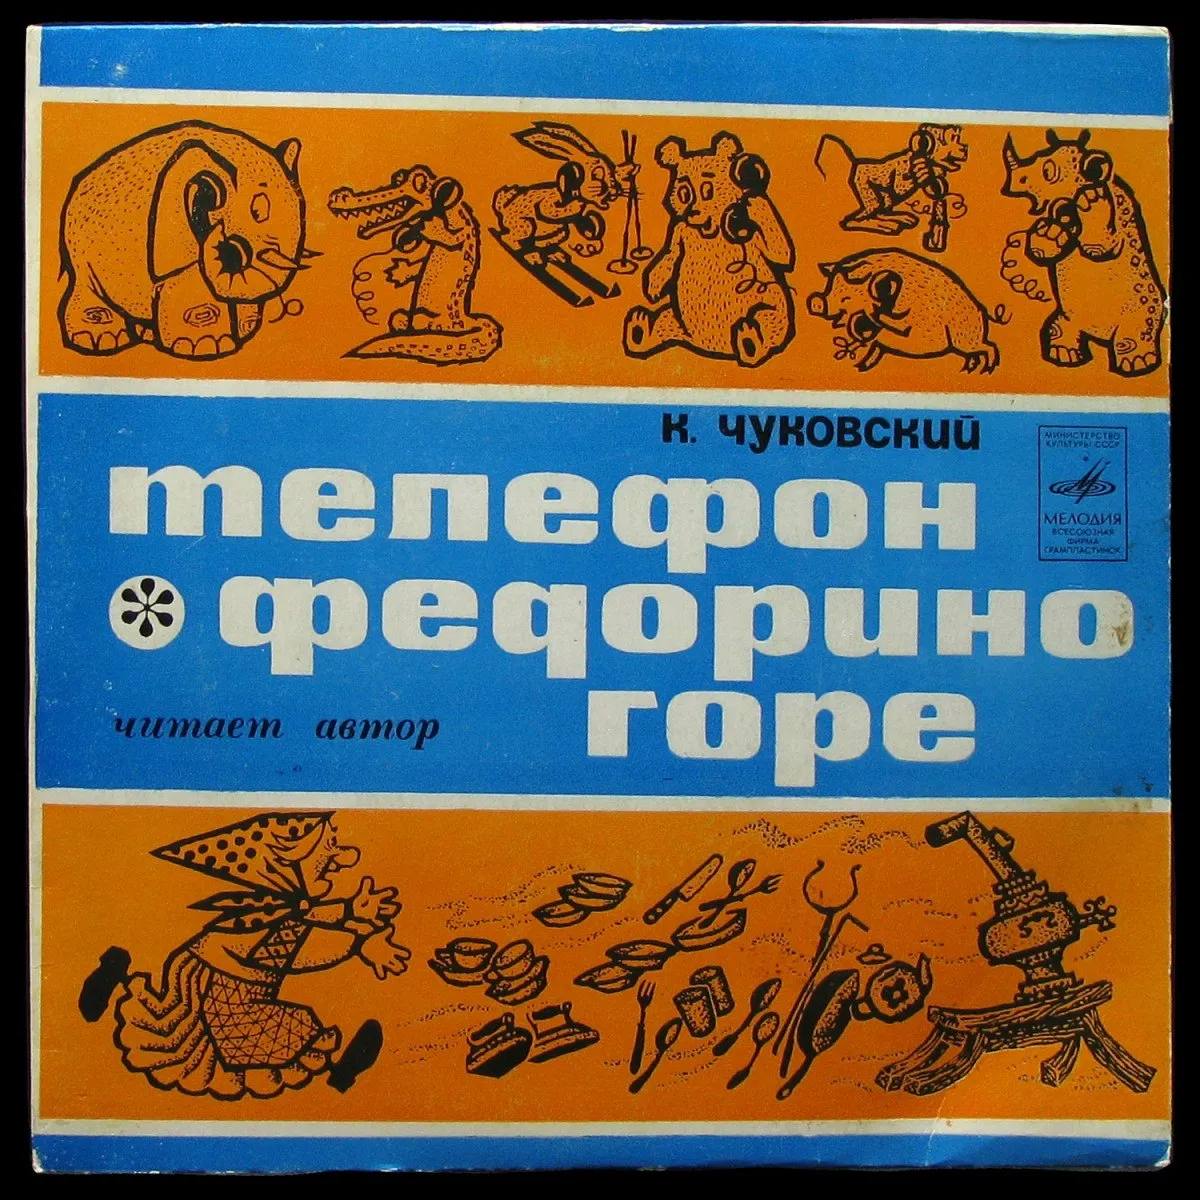 К. ЧУКОВСКИЙ
телефон
федорино
горе
читает автор
МИНИСТЕРСТВО
КУЛЬТУРЫ СССР
МЕЛОДИЯ
ВСЕСОЮЗНАЯ
ФИРМА
ГРАМПЛАСТИНОК